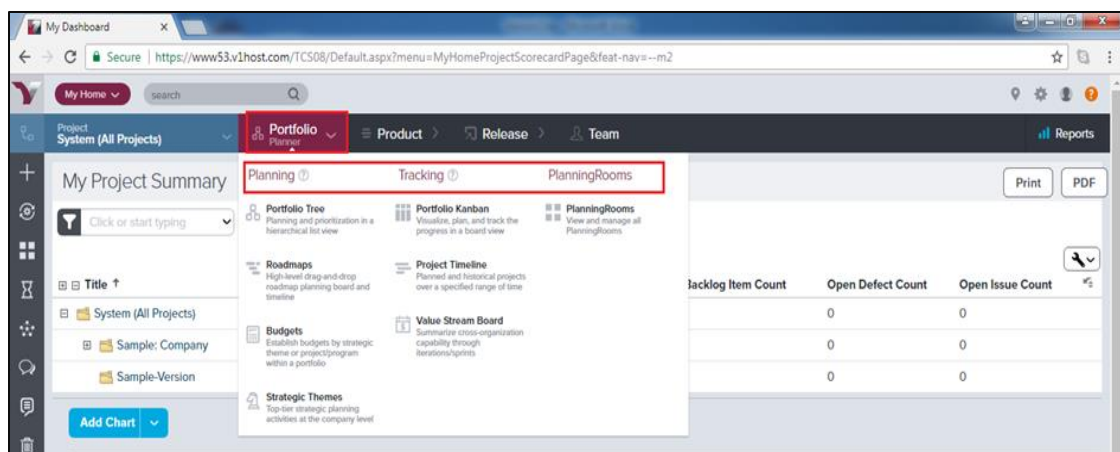 My Dashboard
Secure | https://www53.v1host.com/TCS08/Default.aspx?menu=MyHomeProjectScorecardPage&feat-nav=--m2
My Home search
Project
System (All Projects)
Portfolio
Planner
Product Release Team Reports
My Project Summary
Planning Tracking PlanningRooms
Print PDF
Click or start typing
Portfolio Tree
Planning and prioritization in a
hierarchical list view
Portfolio Kanban
Visualize, plan, and track the
progress in a board view
PlanningRooms
View and manage all
PlanningRooms
Roadmaps
High-level drag-and-drop
roadmap planning board and
timeline
Project Timeline
Planned and historical projects
over a specified range of time
Budgets
Establish budgets by strategic
theme or project/program
within a portfolio
Value Stream Board
Summarize cross-organization
capability through
iterations/sprints
Strategic Themes
Top-tier strategic planning
activities at the company level
Title Backlog Item Count Open Defect Count Open Issue Count
System (All Projects) 0 0
Sample: Company 0 0
Sample-Version 0 0
Add Chart